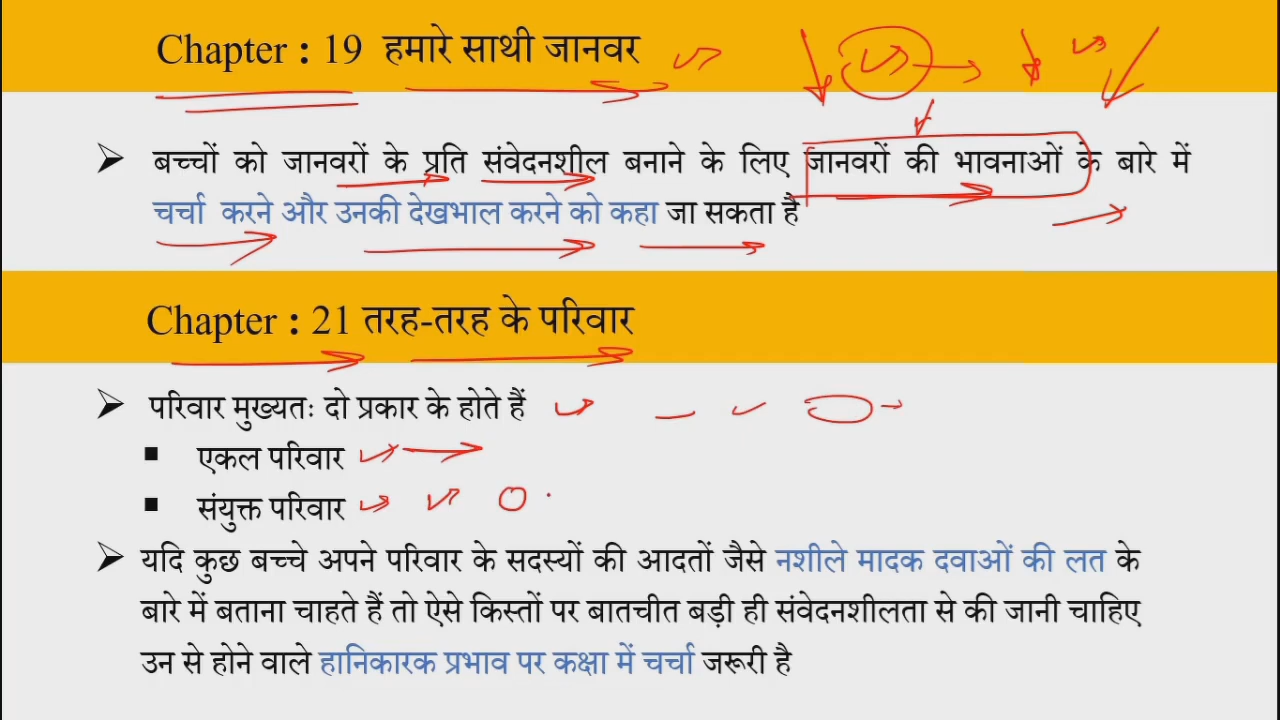 Chapter : 19 हमारे साथी जानवर
➤ बच्चों को जानवरों के प्रति संवेदनशील बनाने के लिए जानवरों की भावनाओं के बारे में
चर्चा करने और उनकी देखभाल करने को कहा जा सकता है
Chapter : 21 तरह-तरह के परिवार
➤ परिवार मुख्यतः दो प्रकार के होते हैं
▪ एकल परिवार
▪ संयुक्त परिवार
➤ यदि कुछ बच्चे अपने परिवार के सदस्यों की आदतों जैसे नशीले मादक दवाओं की लत के
बारे में बताना चाहते हैं तो ऐसे किस्तों पर बातचीत बड़ी ही संवेदनशीलता से की जानी चाहिए
उन से होने वाले हानिकारक प्रभाव पर कक्षा में चर्चा जरूरी है